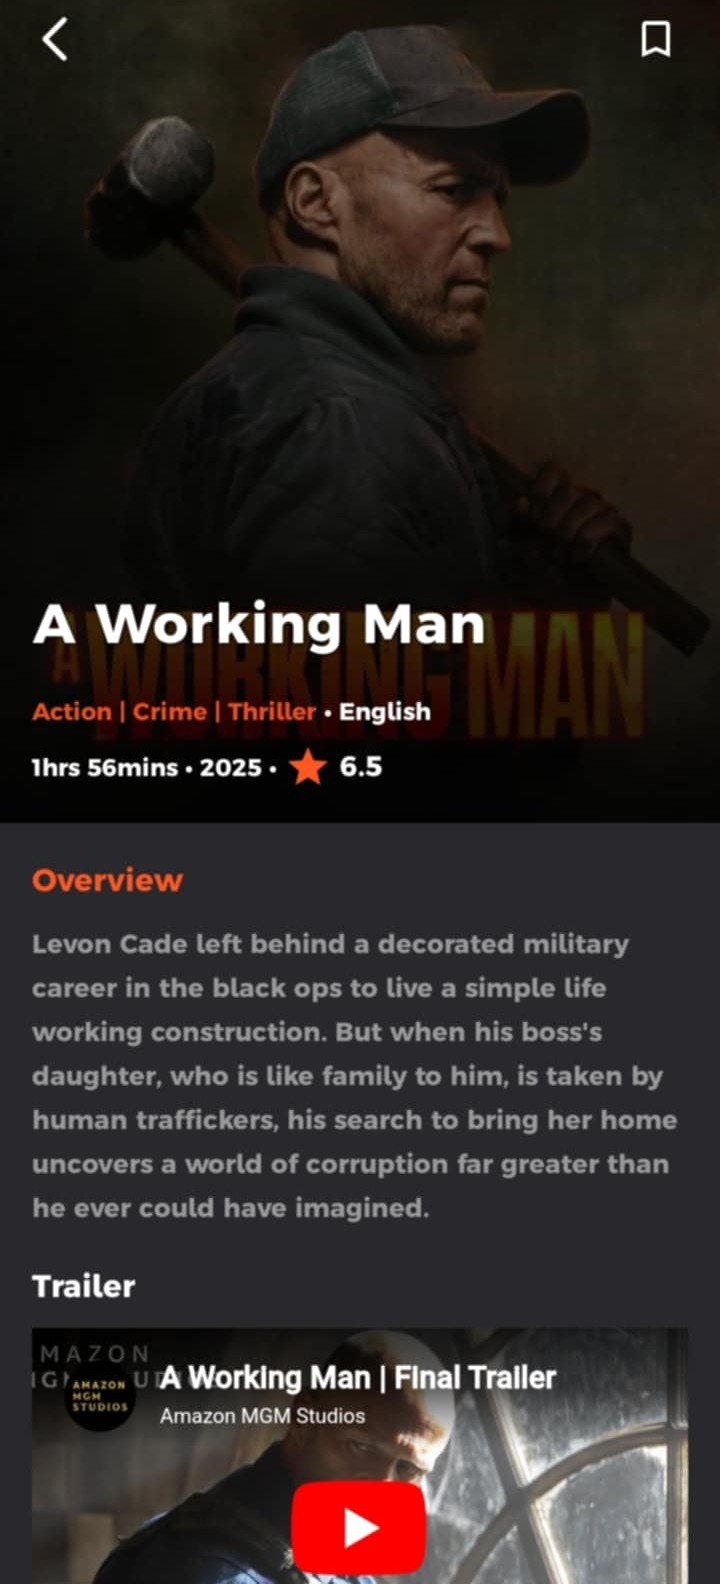 A Working Man
A WORKING MAN
Action | Crime | Thriller • English
1hrs 56mins • 2025 • 6.5
Overview
Levon Cade left behind a decorated military
career in the black ops to live a simple life
working construction. But when his boss's
daughter, who is like family to him, is taken by
human traffickers, his search to bring her home
uncovers a world of corruption far greater than
he ever could have imagined.
Trailer
MAZON
AMAZON
MGM
STUDIOS
A Working Man | Final Trailer
Amazon MGM Studios